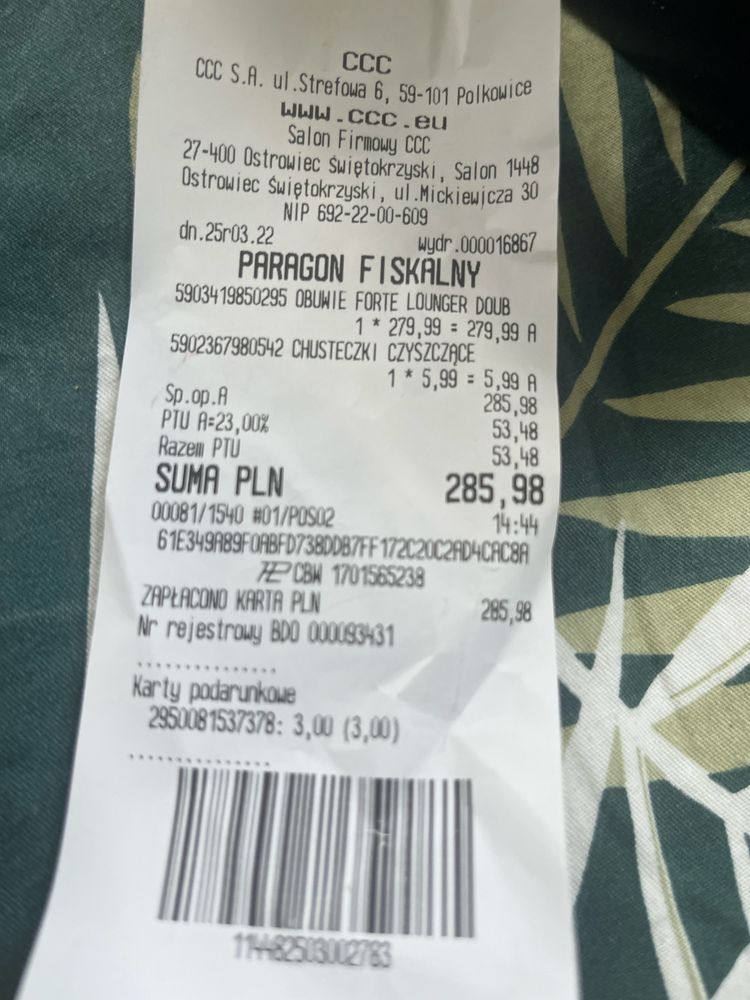 CCC
CCC S.A. ul.Strefowa 6, 59-101 Polkowice
www.ccc.eu
Salon Firmowy CCC
27-400 Ostrowiec Świętokrzyski, Salon 1448
Ostrowiec Świętokrzyski, ul.Mickiewicza 30
NIP 692-22-00-609
dn.25r03.22 wydr.000016867
PARAGON FISKALNY
5903419850295 OBUWIE FORTE LOUNGER DOUB
1 * 279,99 = 279,99 A
5902367980542 CHUSTECZKI CZYSZCZĄCE
1 * 5,99 = 5,99 A
Sp.op.A 285,98
PTU A=23,00% 53,48
Razem PTU 53,48
SUMA PLN 285,98
00081/1540 #01/POS02 14:44
61E349A89F0ABFD738DDB7FF172C20C2AD4CAC8A
CBW 1701565238
ZAPŁACONO KARTA PLN 285,98
Nr rejestrowy BDO 000093431
...............
Karty podarunkowe
2950081537378: 3,00 (3,00)
...............
114482503002783